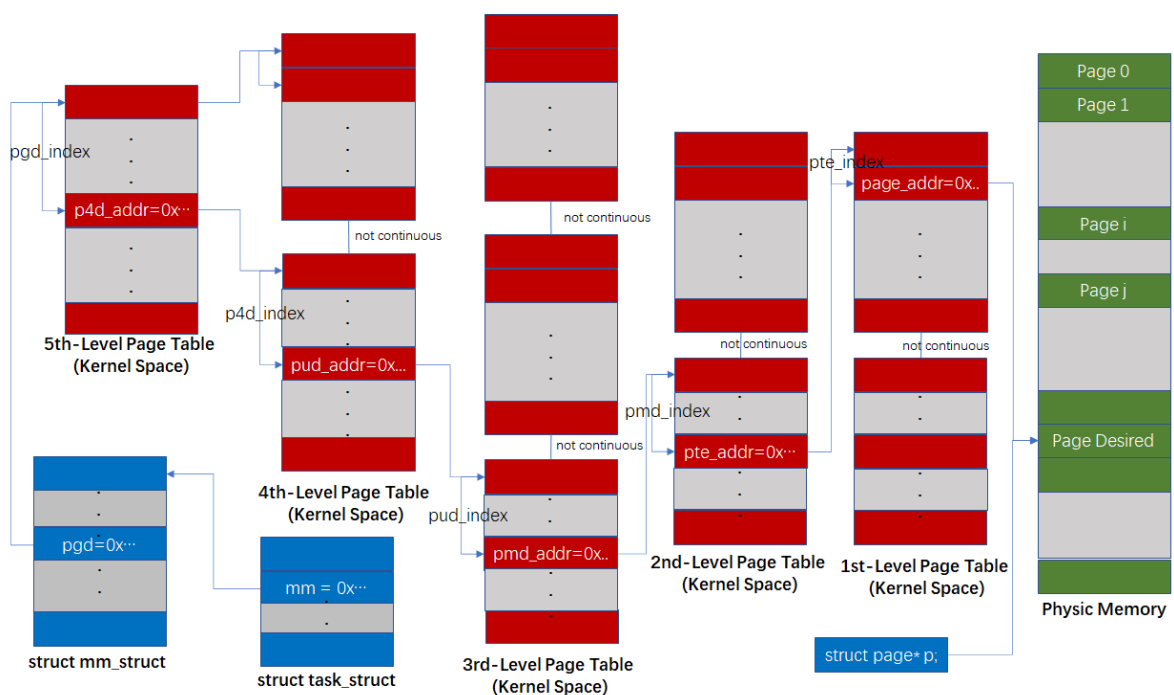 pgd_index
p4d_addr=0x···
5th-Level Page Table
(Kernel Space)
not continuous
p4d_index
pud_addr=0x...
4th-Level Page Table
(Kernel Space)
not continuous
not continuous
pud_index
pmd_addr=0x..
3rd-Level Page Table
(Kernel Space)
not continuous
pmd_index
pte_addr=0x···
2nd-Level Page Table
(Kernel Space)
pte_index
page_addr=0x..
not continuous
1st-Level Page Table
(Kernel Space)
Page 0
Page 1
Page i
Page j
Page Desired
Physic Memory
pgd=0x···
struct mm_struct
mm = 0x···
struct task_struct
struct page* p;